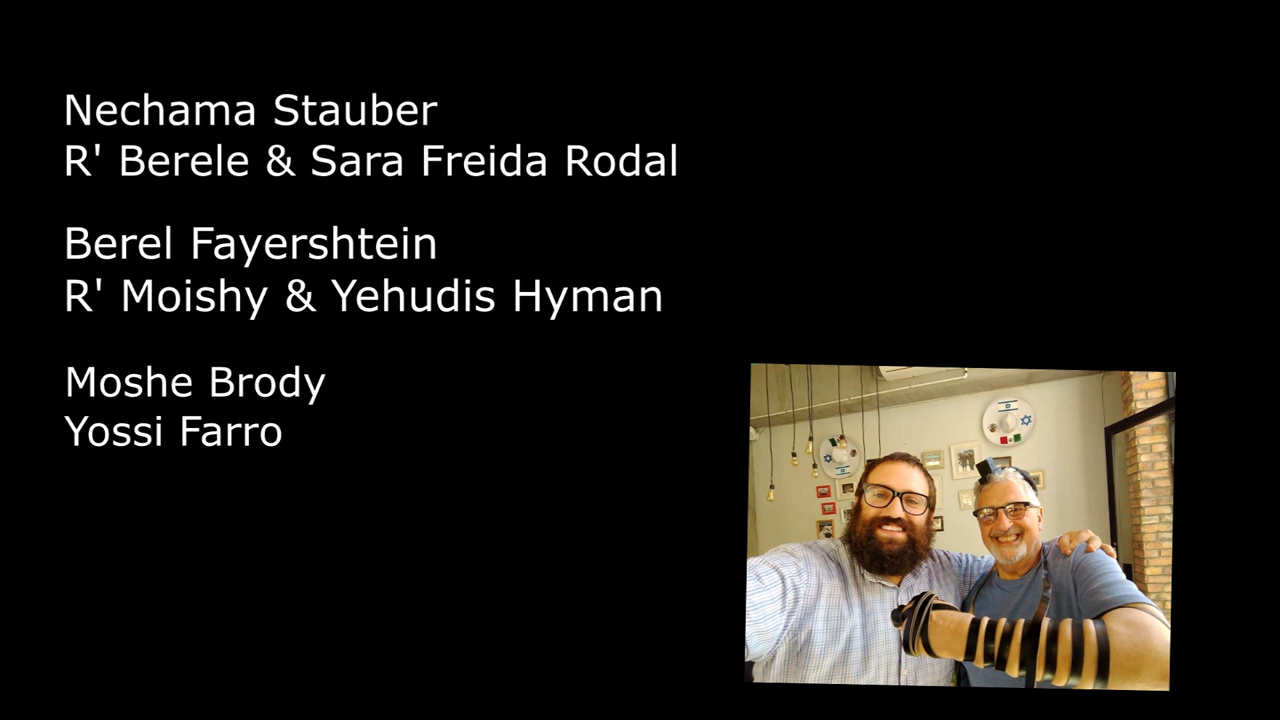 Nechama Stauber
R' Berele & Sara Freida Rodal
Berel Fayershtein
R' Moishy & Yehudis Hyman
Moshe Brody
Yossi Farro